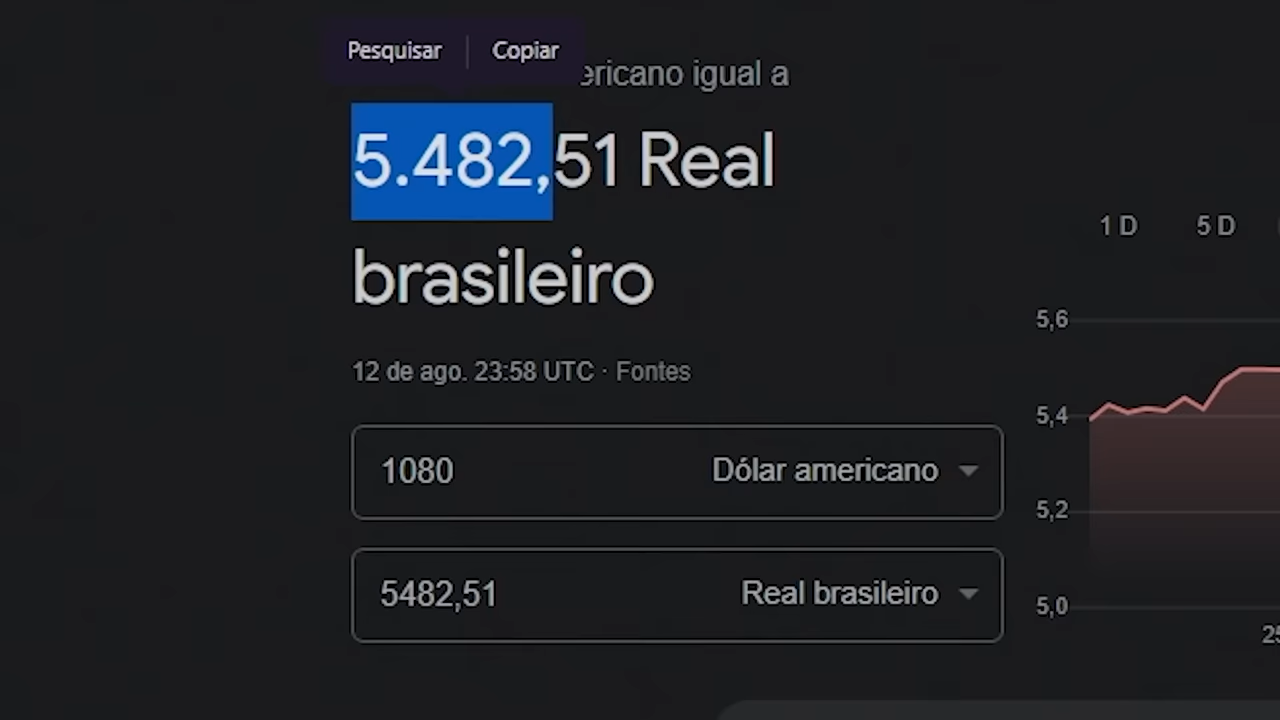 Pesquisar Copiar
ericano igual a
5.482,51 Real
brasileiro
12 de ago. 23:58 UTC · Fontes
1080 Dólar americano
5482,51 Real brasileiro
1 D 5 D
5,6
5,4
5,2
5,0
25